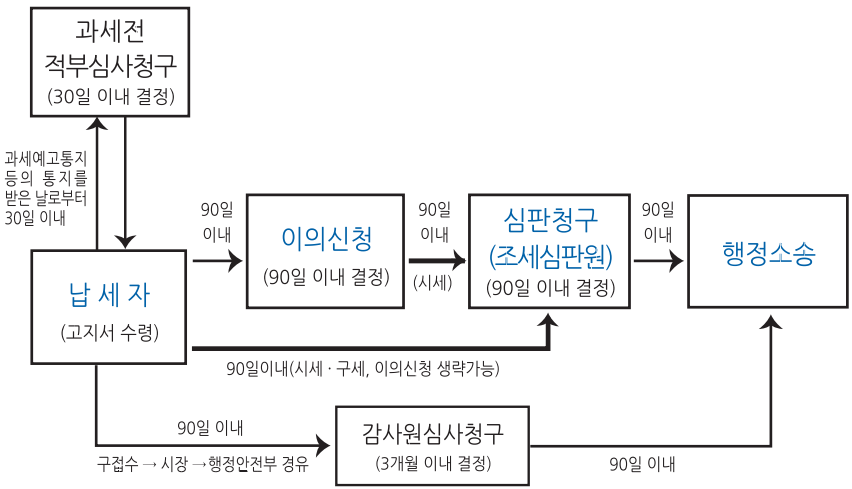 과세전
적부심사청구
(30일 이내 결정)
과세예고통지
등의 통지를
받은 날로부터
30일 이내
납 세 자
(고지서 수령)
90일
이내
이의신청
(90일 이내 결정)
90일
이내
(시세)
심판청구
(조세심판원)
(90일 이내 결정)
90일
이내
행정소송
90일이내(시세 · 구세, 이의신청 생략가능)
90일 이내
구접수 → 시장 →행정안전부 경유
감사원심사청구
(3개월 이내 결정)
90일 이내